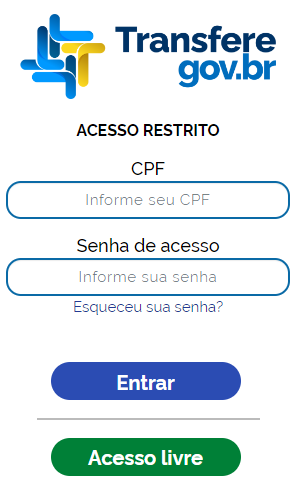 Transfere
gov.br
ACESSO RESTRITO
CPF
Informe seu CPF
Senha de acesso
Informe sua senha
Esqueceu sua senha?
Entrar
Acesso livre